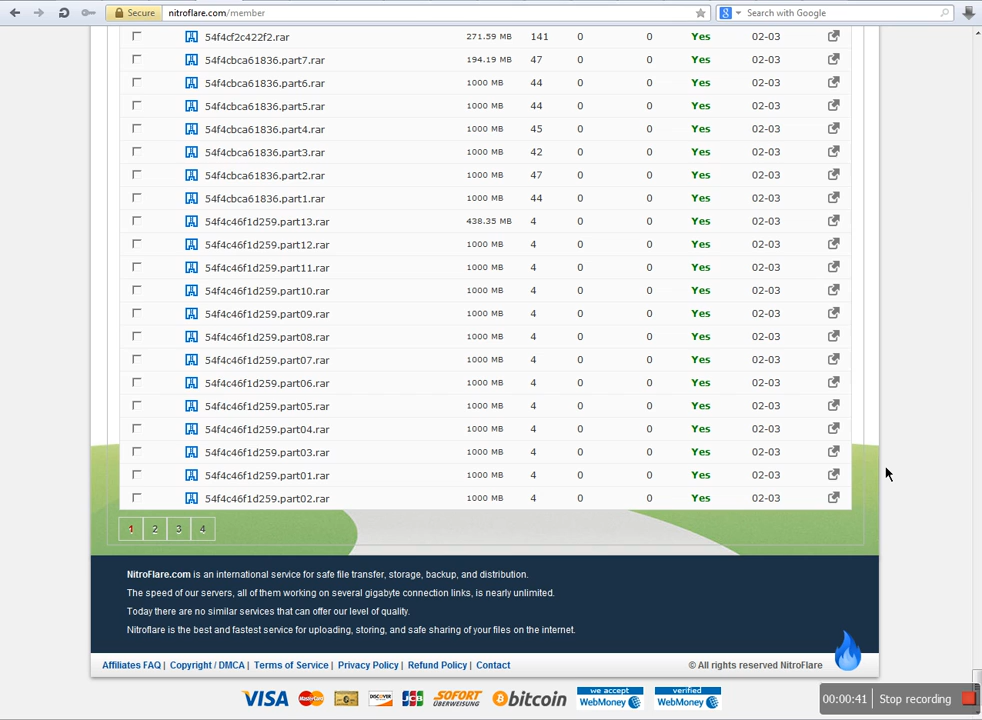 Secure nitroflare.com/member Search with Google
54f4cf2c422f2.rar 271.59 MB 141 0 0 Yes 02-03
54f4cbca61836.part7.rar 194.19 MB 47 0 0 Yes 02-03
54f4cbca61836.part6.rar 1000 MB 44 0 0 Yes 02-03
54f4cbca61836.part5.rar 1000 MB 44 0 0 Yes 02-03
54f4cbca61836.part4.rar 1000 MB 45 0 0 Yes 02-03
54f4cbca61836.part3.rar 1000 MB 42 0 0 Yes 02-03
54f4cbca61836.part2.rar 1000 MB 47 0 0 Yes 02-03
54f4cbca61836.part1.rar 1000 MB 44 0 0 Yes 02-03
54f4c46f1d259.part13.rar 438.35 MB 4 0 0 Yes 02-03
54f4c46f1d259.part12.rar 1000 MB 4 0 0 Yes 02-03
54f4c46f1d259.part11.rar 1000 MB 4 0 0 Yes 02-03
54f4c46f1d259.part10.rar 1000 MB 4 0 0 Yes 02-03
54f4c46f1d259.part09.rar 1000 MB 4 0 0 Yes 02-03
54f4c46f1d259.part08.rar 1000 MB 4 0 0 Yes 02-03
54f4c46f1d259.part07.rar 1000 MB 4 0 0 Yes 02-03
54f4c46f1d259.part06.rar 1000 MB 4 0 0 Yes 02-03
54f4c46f1d259.part05.rar 1000 MB 4 0 0 Yes 02-03
54f4c46f1d259.part04.rar 1000 MB 4 0 0 Yes 02-03
54f4c46f1d259.part03.rar 1000 MB 4 0 0 Yes 02-03
54f4c46f1d259.part01.rar 1000 MB 4 0 0 Yes 02-03
54f4c46f1d259.part02.rar 1000 MB 4 0 0 Yes 02-03
1 2 3 4
NitroFlare.com is an international service for safe file transfer, storage, backup, and distribution.
The speed of our servers, all of them working on several gigabyte connection links, is nearly unlimited.
Today there are no similar services that can offer our level of quality.
Nitroflare is the best and fastest service for uploading, storing, and safe sharing of your files on the internet.
Affiliates FAQ | Copyright / DMCA | Terms of Service | Privacy Policy | Refund Policy | Contact © All rights reserved NitroFlare
VISA MasterCard DISCOVER JCB SOFORT ÜBERWEISUNG bitcoin we accept WebMoney verified WebMoney
00:00:41 Stop recording